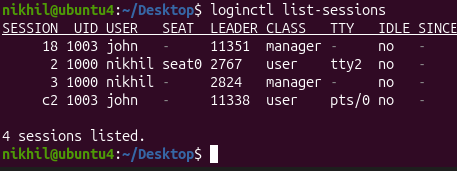 nikhil@ubuntu4:~/Desktop$ loginctl list-sessions
SESSION  UID USER   SEAT  LEADER CLASS   TTY   IDLE SINCE
     18 1003 john   -     11351  manager -     no   -
      2 1000 nikhil seat0 2767   user    tty2  no   -
      3 1000 nikhil -     2824   manager -     no   -
     c2 1003 john   -     11338  user    pts/0 no   -
4 sessions listed.
nikhil@ubuntu4:~/Desktop$